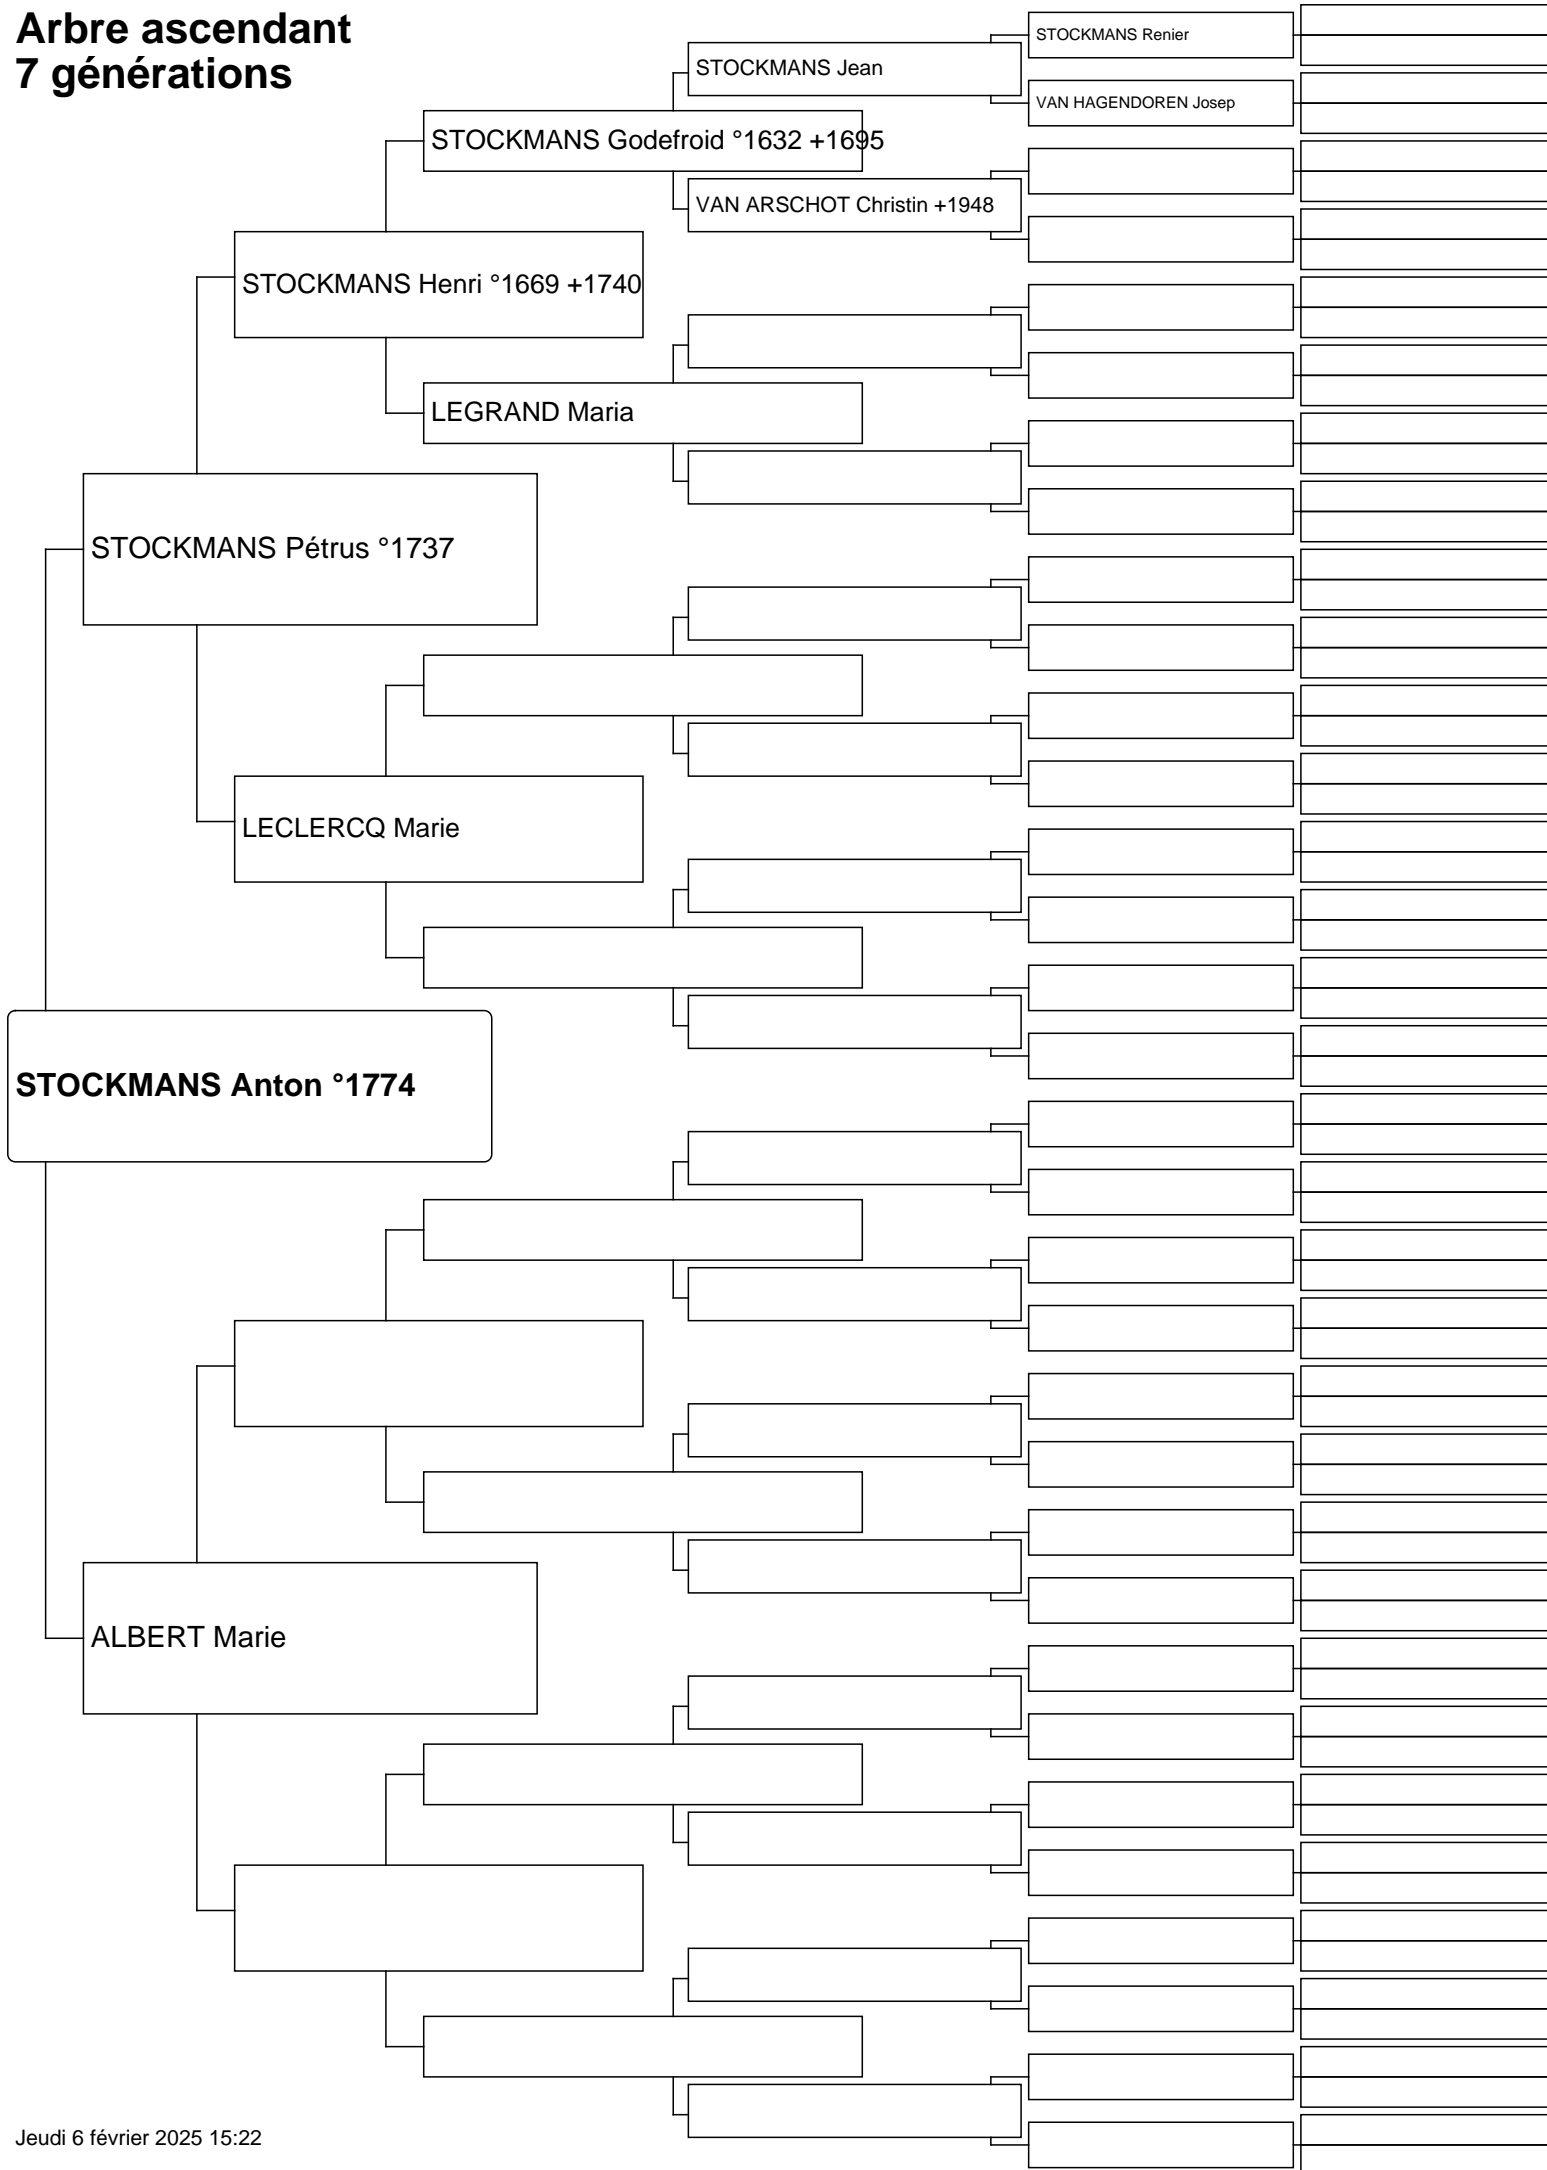 Arbre ascendant
7 générations
STOCKMANS Renier
STOCKMANS Jean
VAN HAGENDOREN Josep
STOCKMANS Godefroid °1632 +1695
VAN ARSCHOT Christin +1948
STOCKMANS Henri °1669 +1740
LEGRAND Maria
STOCKMANS Pétrus °1737
LECLERCQ Marie
STOCKMANS Anton °1774
ALBERT Marie
Jeudi 6 février 2025 15:22